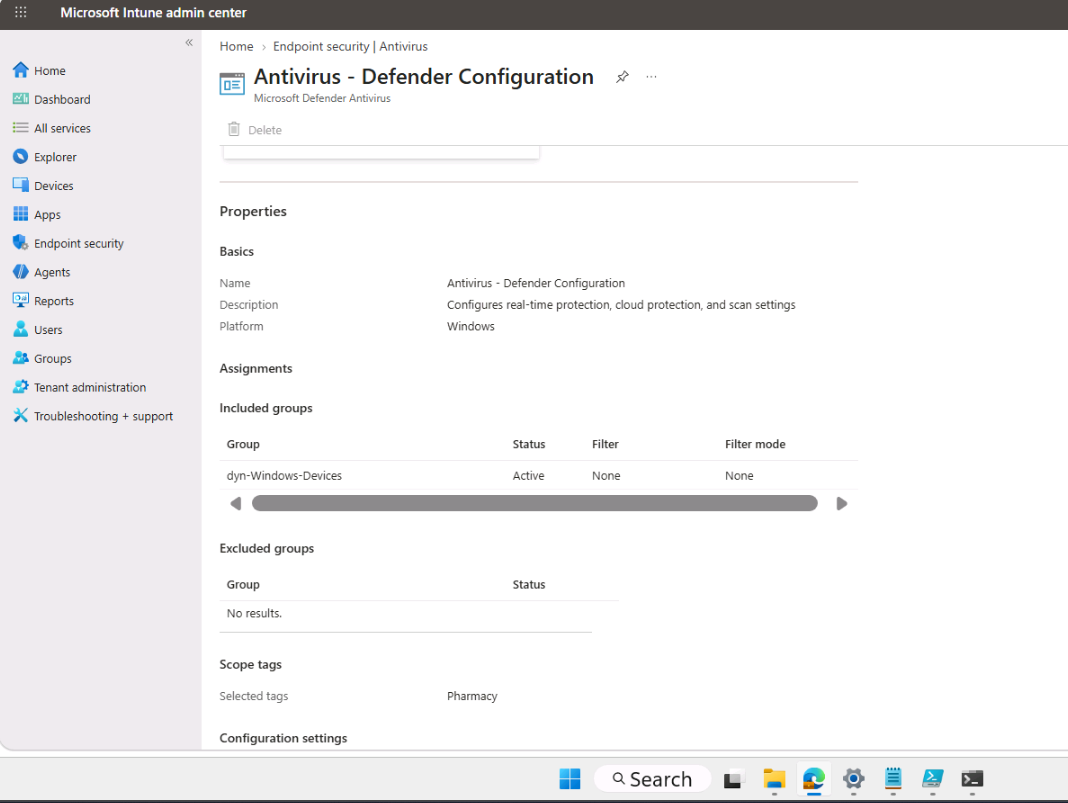 Microsoft Intune admin center
«
Home
Dashboard
All services
Explorer
Devices
Apps
Endpoint security
Agents
Reports
Users
Groups
Tenant administration
Troubleshooting + support
Home › Endpoint security | Antivirus
Antivirus - Defender Configuration
...
Microsoft Defender Antivirus
Delete
Properties
Basics
Name Antivirus - Defender Configuration
Description Configures real-time protection, cloud protection, and scan settings
Platform Windows
Assignments
Included groups
Group Status Filter Filter mode
dyn-Windows-Devices Active None None
Excluded groups
Group Status
No results.
Scope tags
Selected tags Pharmacy
Configuration settings
Search